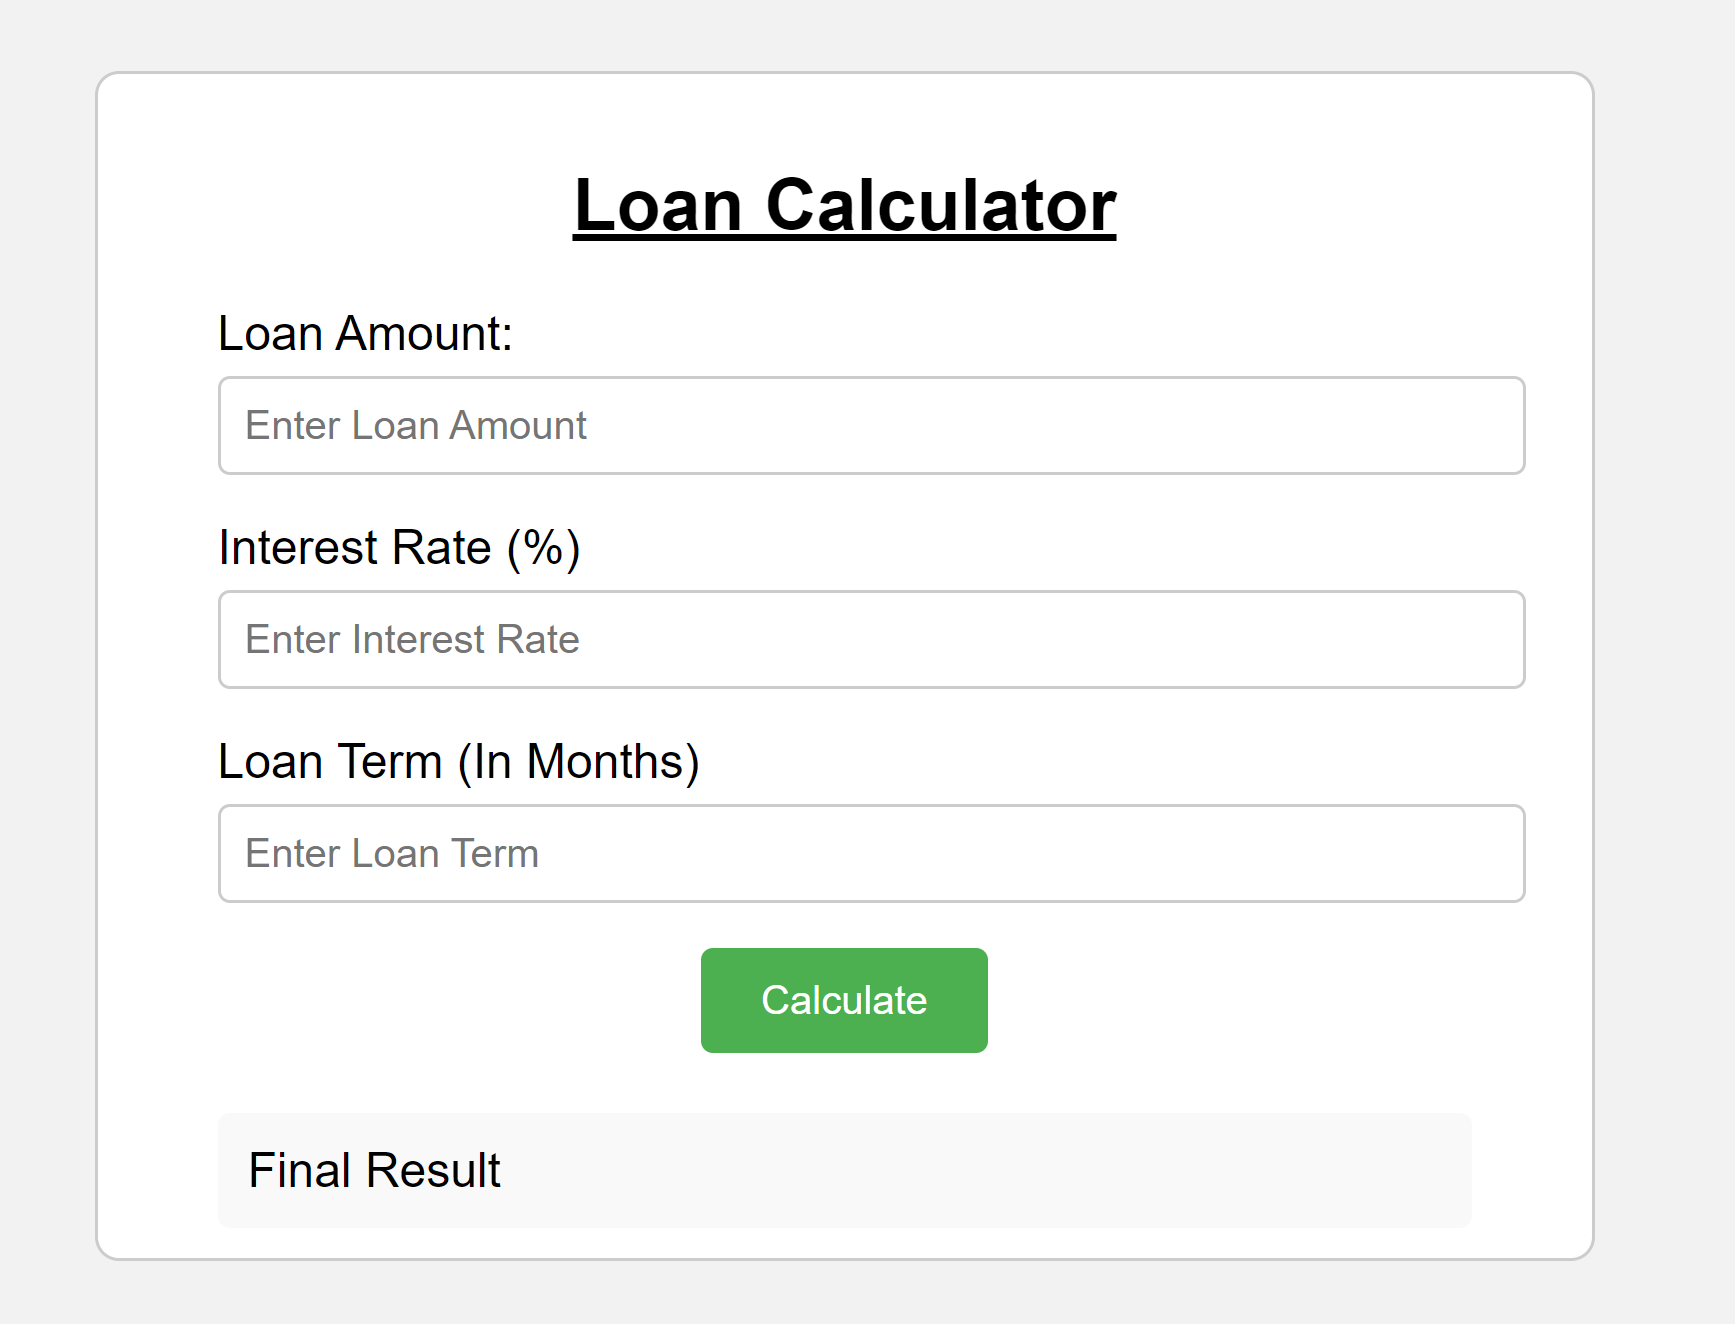 Loan Calculator
Loan Amount:
Enter Loan Amount
Interest Rate (%)
Enter Interest Rate
Loan Term (In Months)
Enter Loan Term
Calculate
Final Result